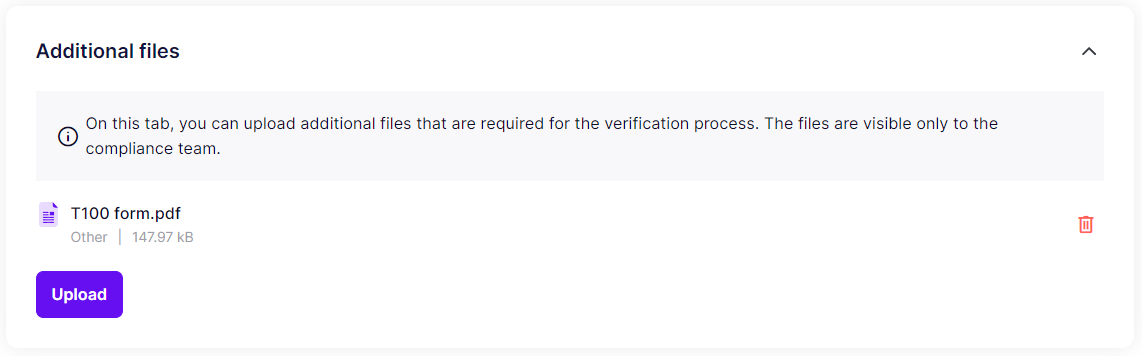 Additional files
On this tab, you can upload additional files that are required for the verification process. The files are visible only to the
compliance team.
T100 form.pdf
Other | 147.97 kB
Upload